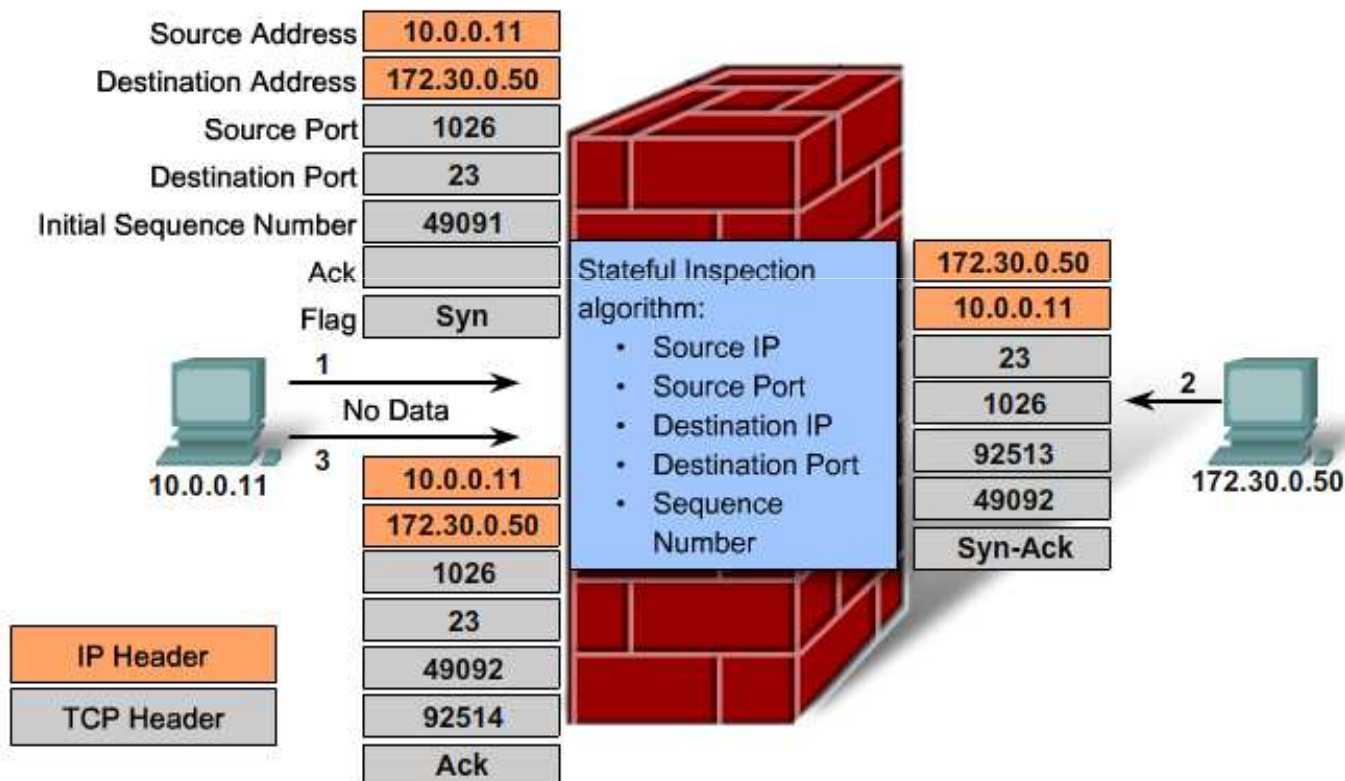 Source Address 10.0.0.11
Destination Address 172.30.0.50
Source Port 1026
Destination Port 23
Initial Sequence Number 49091
Ack
Flag Syn
1
No Data
3
10.0.0.11
10.0.0.11
172.30.0.50
1026
23
49092
92514
Ack
IP Header
TCP Header
Stateful Inspection
algorithm:
• Source IP
• Source Port
• Destination IP
• Destination Port
• Sequence
Number
172.30.0.50
10.0.0.11
23
1026
92513
49092
Syn-Ack
2
172.30.0.50